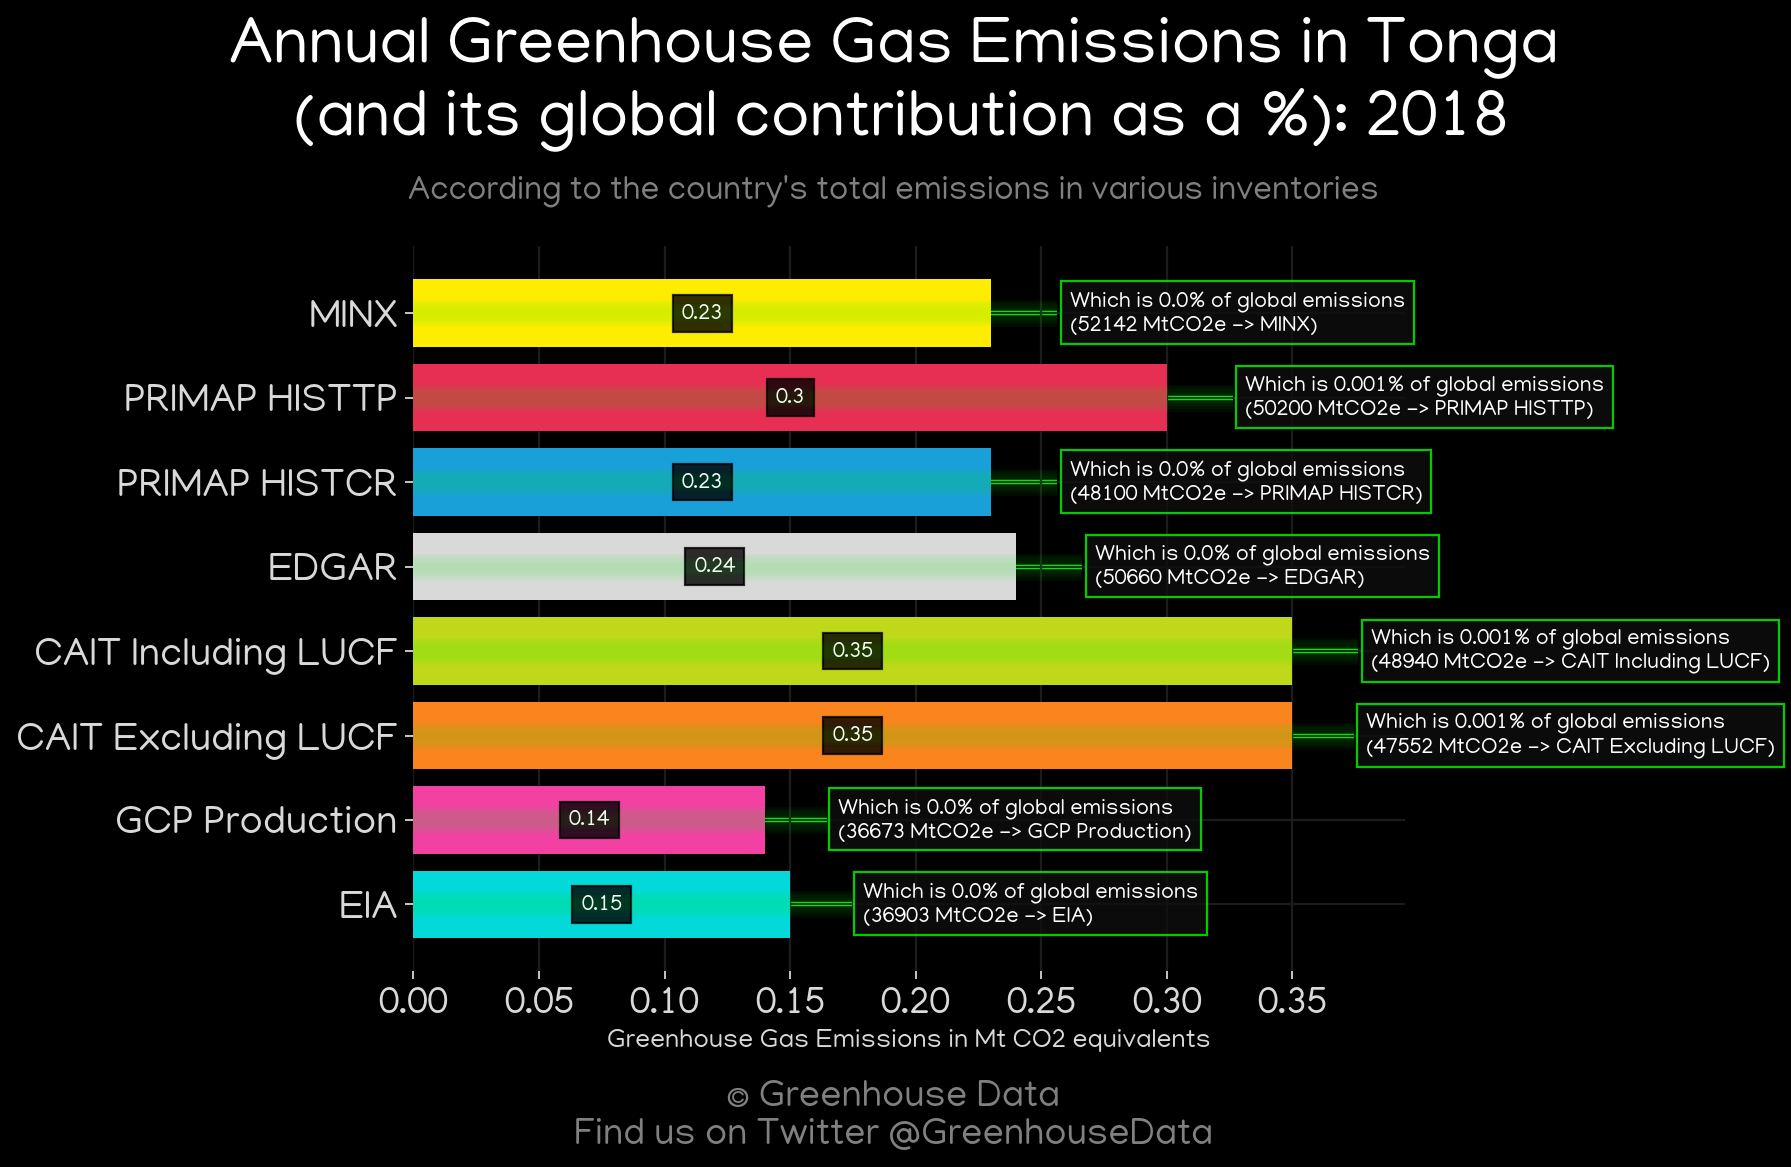 Annual Greenhouse Gas Emissions in Tonga
(and its global contribution as a %): 2018
According to the country's total emissions in various inventories
MINX
0.23
Which is 0.0% of global emissions
(52142 MtCO2e -> MINX)
PRIMAP HISTTP
0.3
Which is 0.001% of global emissions
(50200 MtCO2e -> PRIMAP HISTTP)
PRIMAP HISTCR
0.23
Which is 0.0% of global emissions
(48100 MtCO2e -> PRIMAP HISTCR)
EDGAR
0.24
Which is 0.0% of global emissions
(50660 MtCO2e -> EDGAR)
CAIT Including LUCF
0.35
Which is 0.001% of global emissions
(48940 MtCO2e -> CAIT Including LUCF)
CAIT Excluding LUCF
0.35
Which is 0.001% of global emissions
(47552 MtCO2e -> CAIT Excluding LUCF)
GCP Production
0.14
Which is 0.0% of global emissions
(36673 MtCO2e -> GCP Production)
EIA
0.15
Which is 0.0% of global emissions
(36903 MtCO2e -> EIA)
0.00 0.05 0.10 0.15 0.20 0.25 0.30 0.35
Greenhouse Gas Emissions in Mt CO2 equivalents
© Greenhouse Data
Find us on Twitter @GreenhouseData